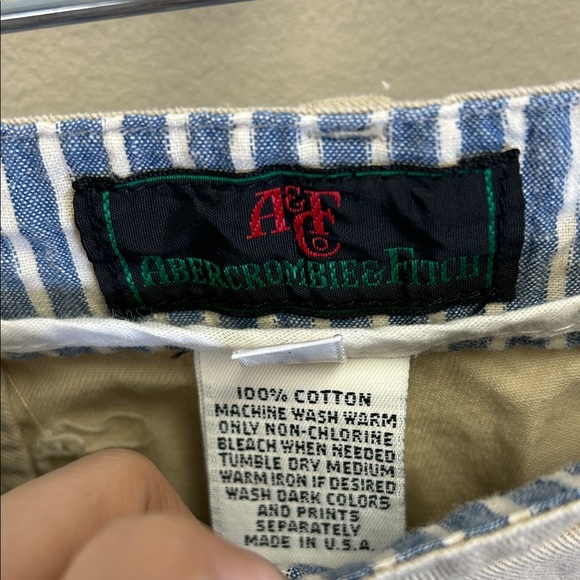 A&F
Co
ABERCROMBIE & FITCH
100% COTTON
MACHINE WASH WARM
ONLY NON-CHLORINE
BLEACH WHEN NEEDED
TUMBLE DRY MEDIUM
WARM IRON IF DESIRED
WASH DARK COLORS
AND PRINTS
SEPARATELY
MADE IN U.S.A.